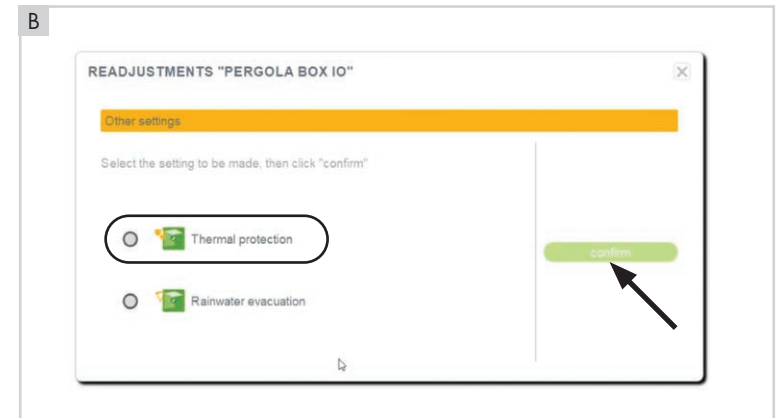 B
READJUSTMENTS "PERGOLA BOX IO"
Other settings
Select the setting to be made, then click "confirm"
Thermal protection
confirm
Rainwater evacuation